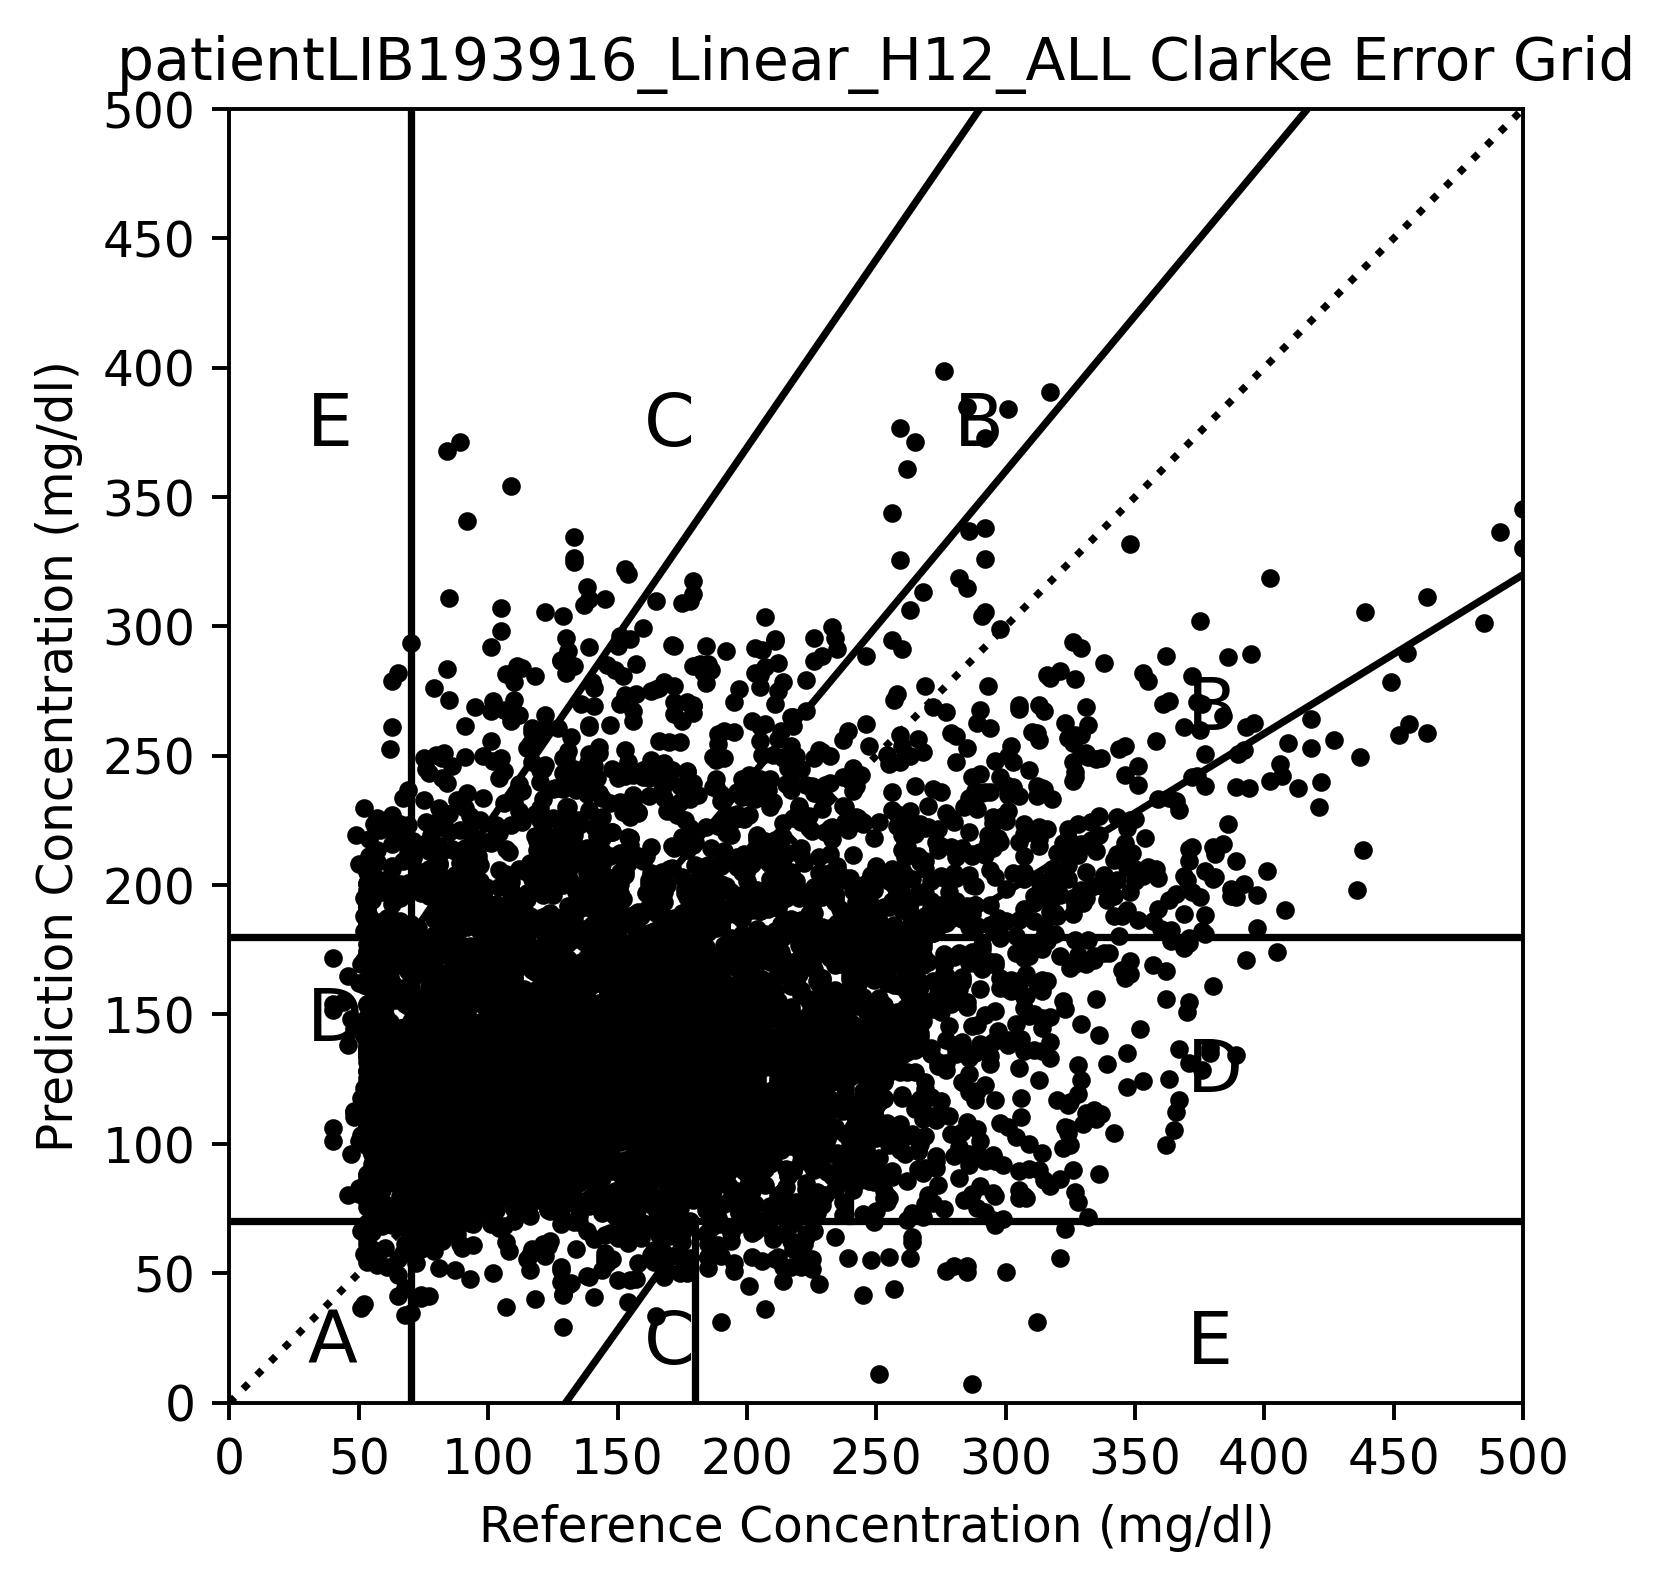 patientLIB193916_Linear_H12_ALL Clarke Error Grid
500
450
400
350
300
250
200
150
100
50
0
Prediction Concentration (mg/dl)
E
C
B
B
D
D
A
C
E
0 50 100 150 200 250 300 350 400 450 500
Reference Concentration (mg/dl)